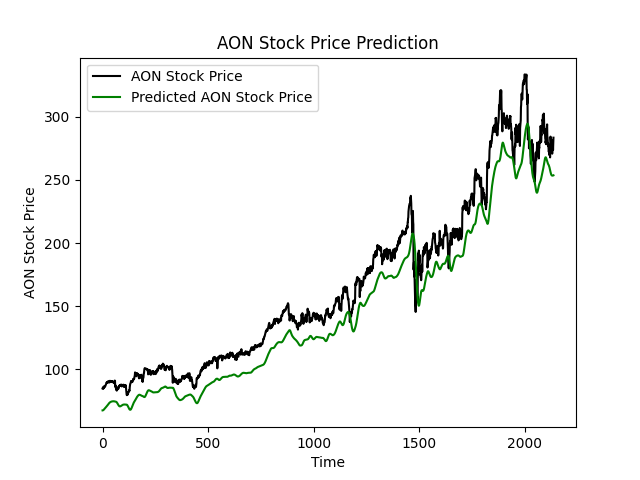 AON Stock Price Prediction
AON Stock Price
Predicted AON Stock Price
AON Stock Price
300
250
200
150
100
0 500 1000 1500 2000
Time